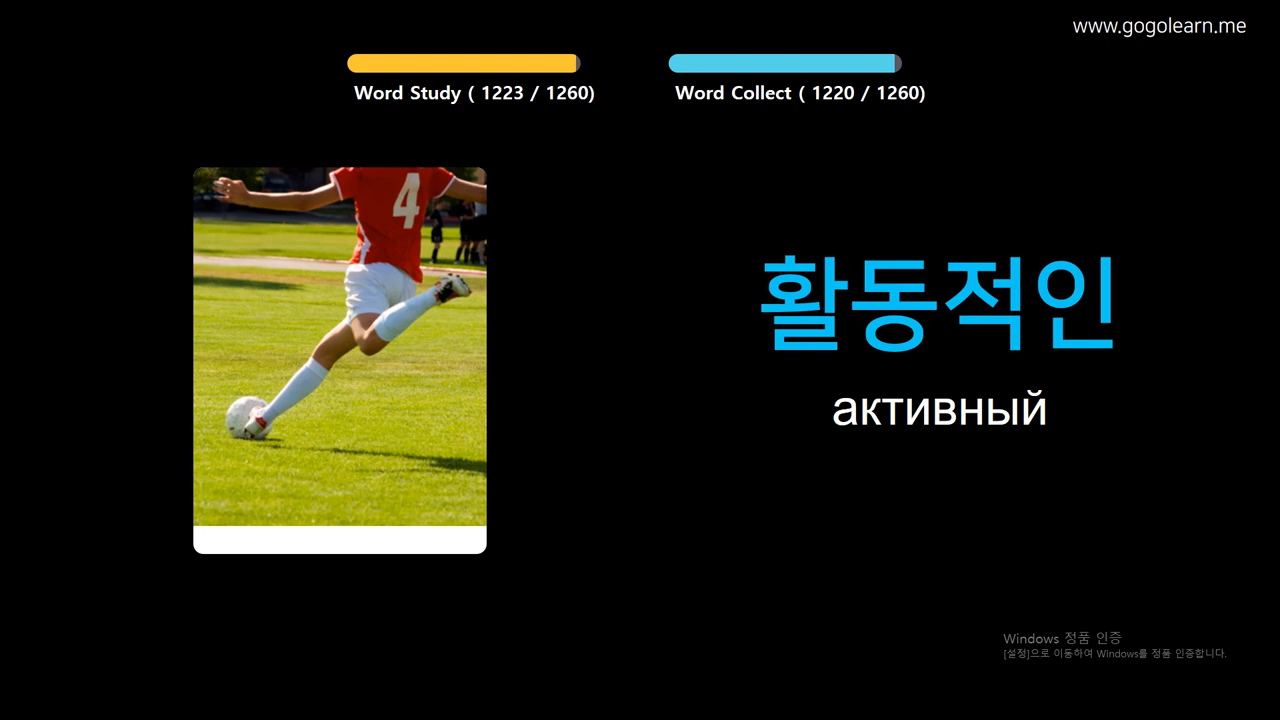 www.gogolearn.me
Word Study ( 1223 / 1260)
Word Collect ( 1220 / 1260)
4
활동적인
активный
Windows 정품 인증
[설정]으로 이동하여 Windows를 정품 인증합니다.